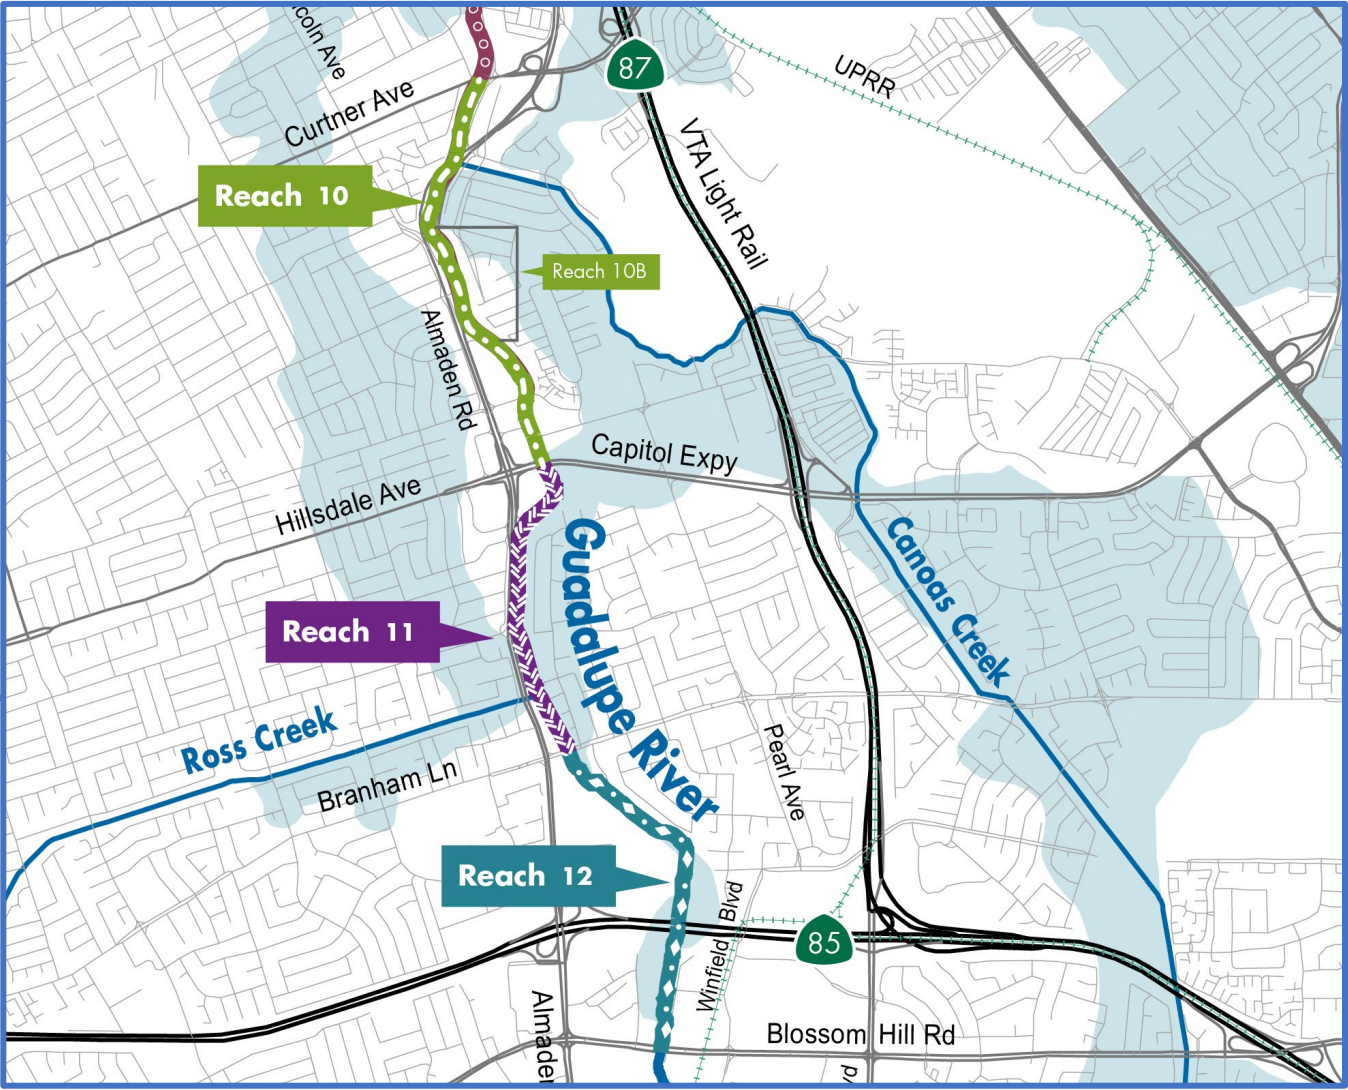 coln Ave
87
UPRR
Curtner Ave
VTA Light Rail
Reach 10
Reach 10B
Almaden Rd
Capitol Expy
Hillsdale Ave
Guadalupe River
Canoas Creek
Reach 11
Ross Creek
Branham Ln
Pearl Ave
Reach 12
Winfield Blvd
85
Almaden
Blossom Hill Rd
vd